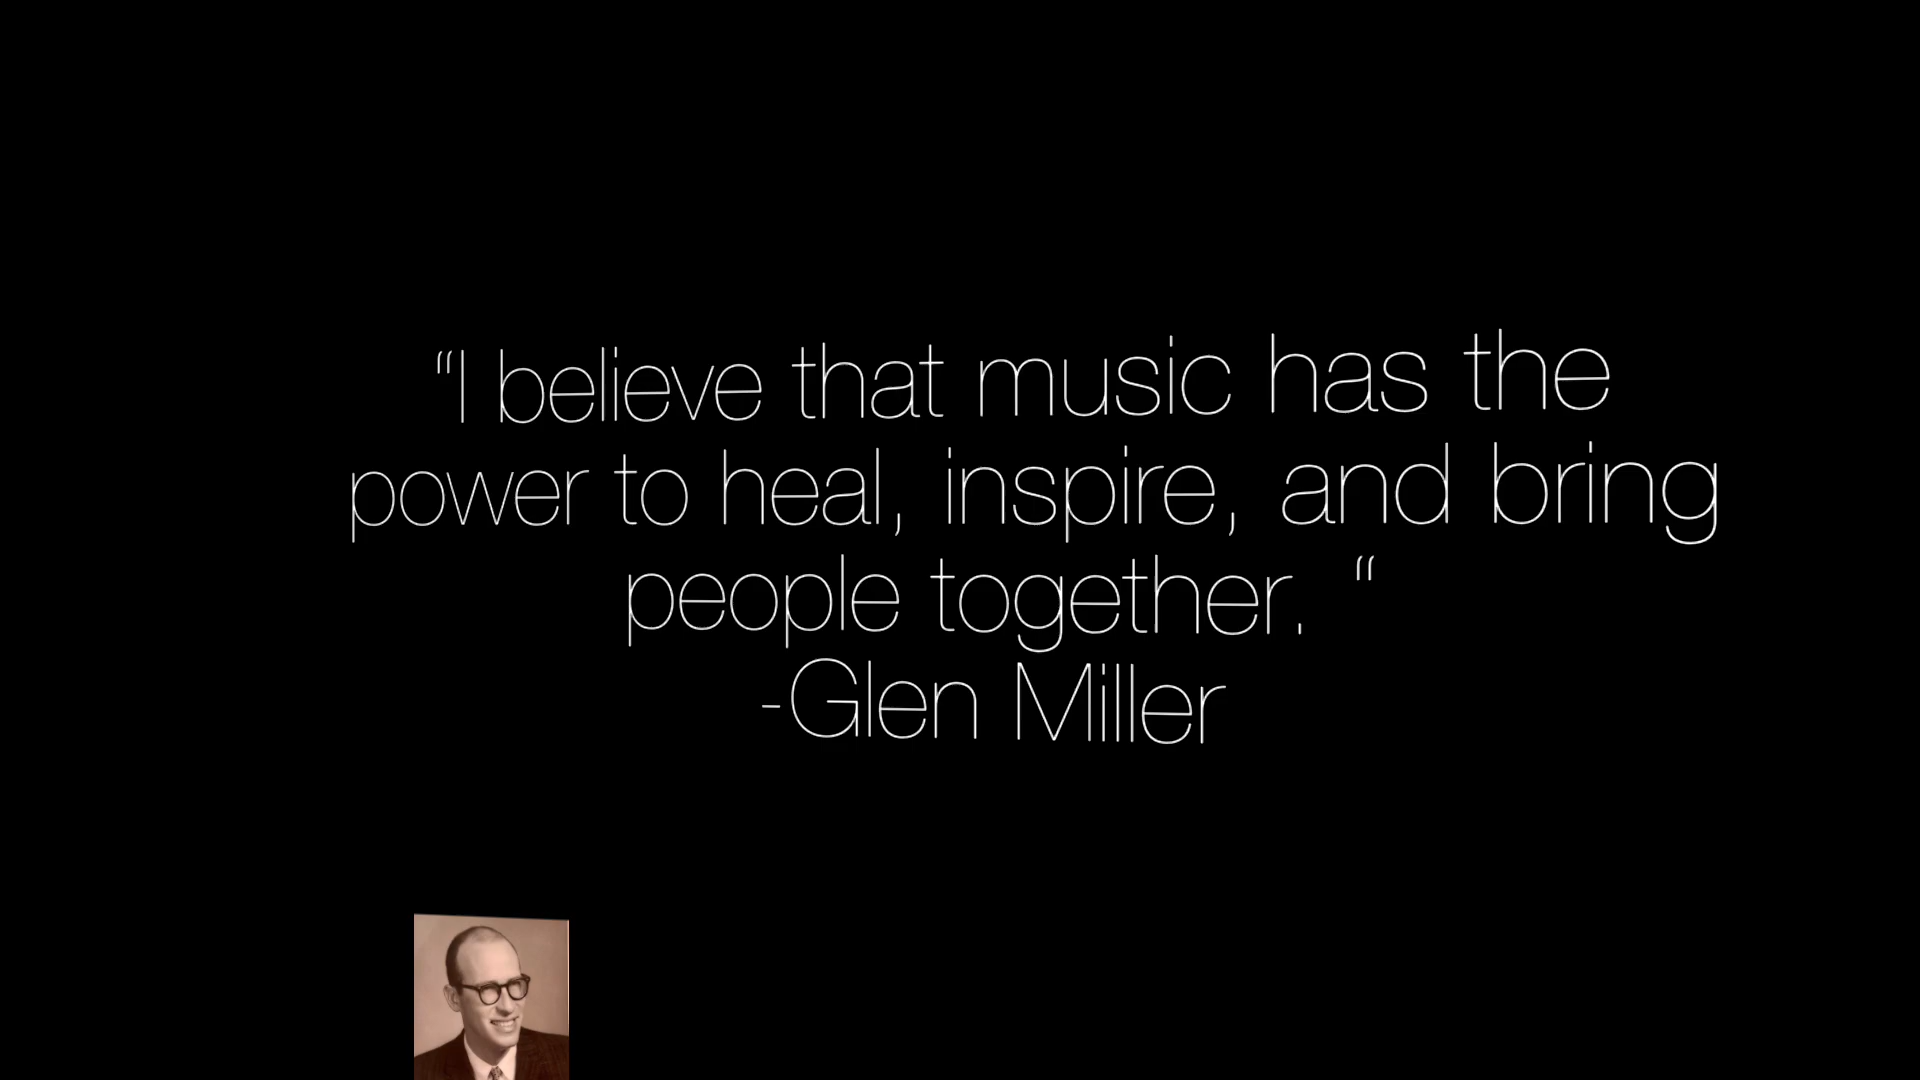 “I believe that music has the
power to heal, inspire, and bring
people together. “
-Glen Miller